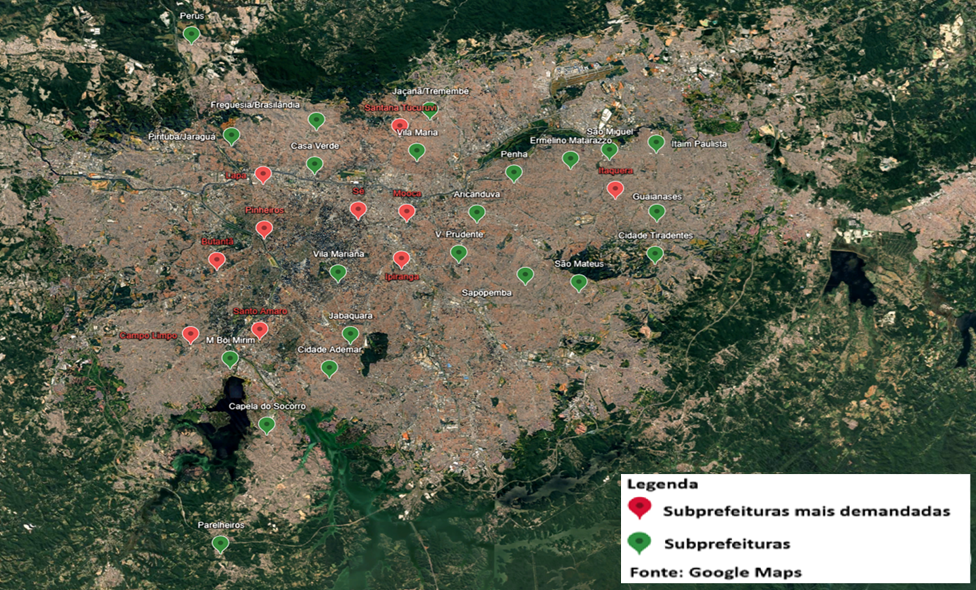 Perus
Jaçanã/Tremembé
Freguesia/Brasilândia
Santana Tucuruvi
Vila Maria
Pirituba/Jaragua
São Miguel
Ermelino Matarazzo
Itaim Paulista
Casa Verde
Penha
Lapa
Itaquera
Sé
Mooca
Aricanduva
Guaianases
Pinheiros
V. Prudente
Cidade Tiradentes
Butantã
Vila Mariana
São Mateus
Ipiranga
Sapopemba
Santo Amaro
Jabaquara
Campo Limpo
M Boi Mirim
Cidade Ademar
Capela do Socorro
Parelheiros
Legenda
Subprefeituras mais demandadas
Subprefeituras
Fonte: Google Maps